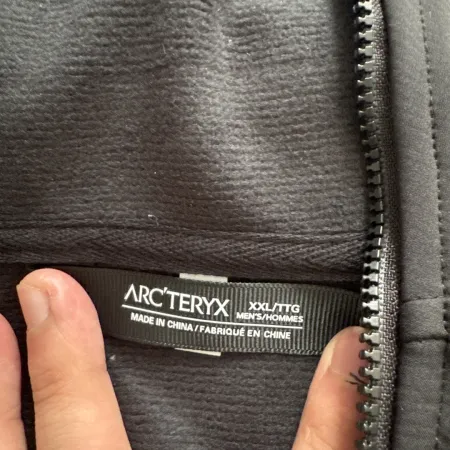 ARC'TERYX XXL/TTG
MEN'S/HOMMES
MADE IN CHINA / FABRIQUÉ EN CHINE